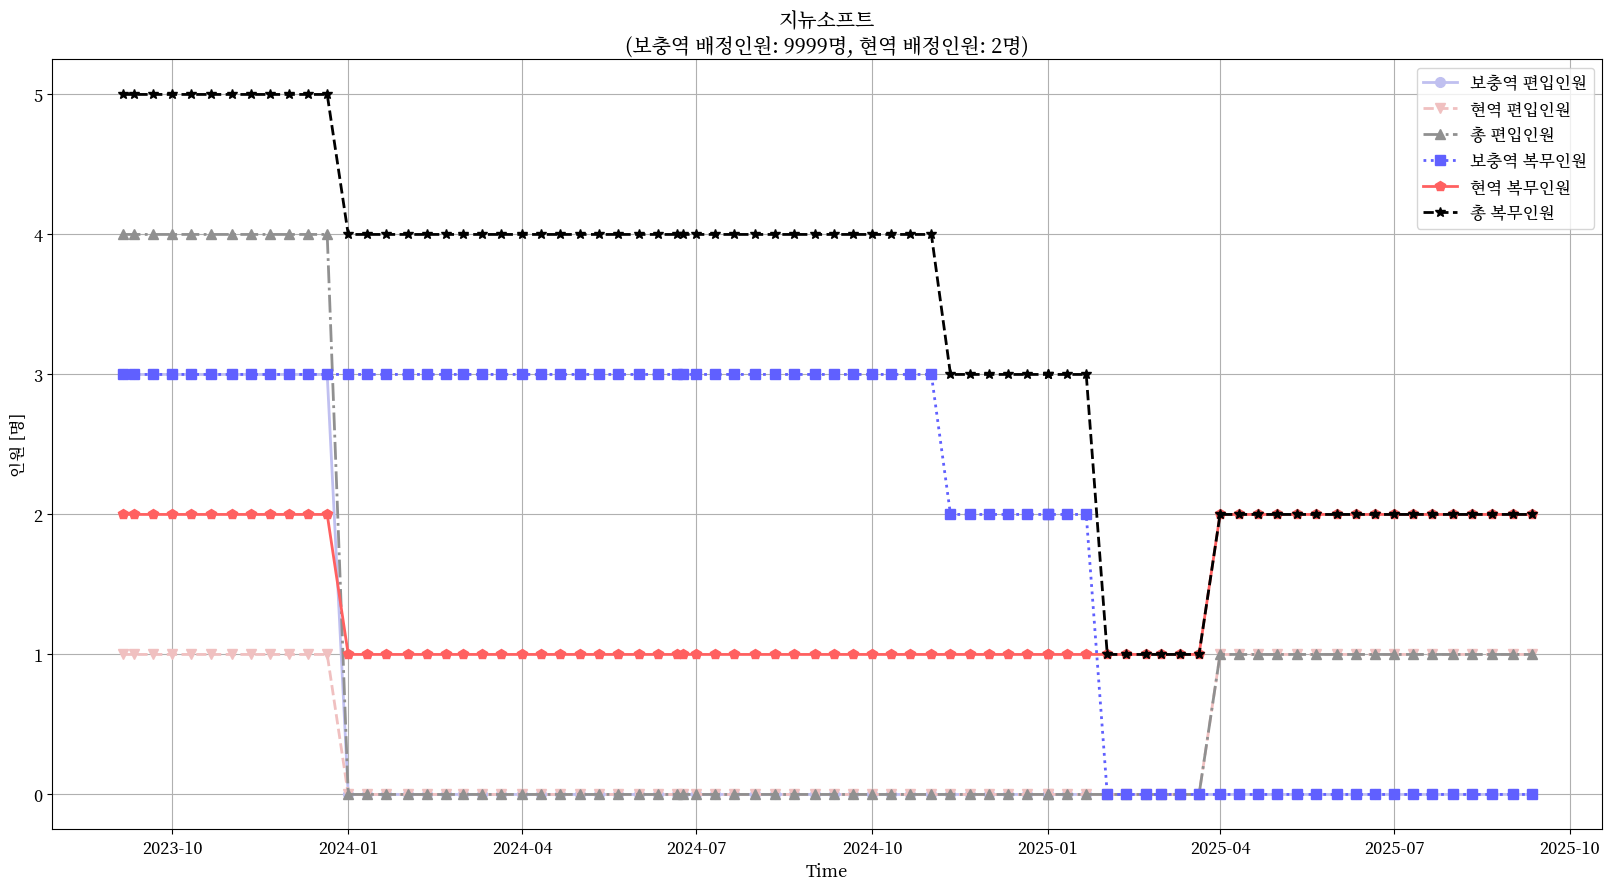 지뉴소프트
(보충역 배정인원: 9999명, 현역 배정인원: 2명)
보충역 편입인원
현역 편입인원
총 편입인원
보충역 복무인원
현역 복무인원
총 복무인원
인원 [명]
5
4
3
2
1
0
2023-10
2024-01
2024-04
2024-07
2024-10
2025-01
2025-04
2025-07
2025-10
Time